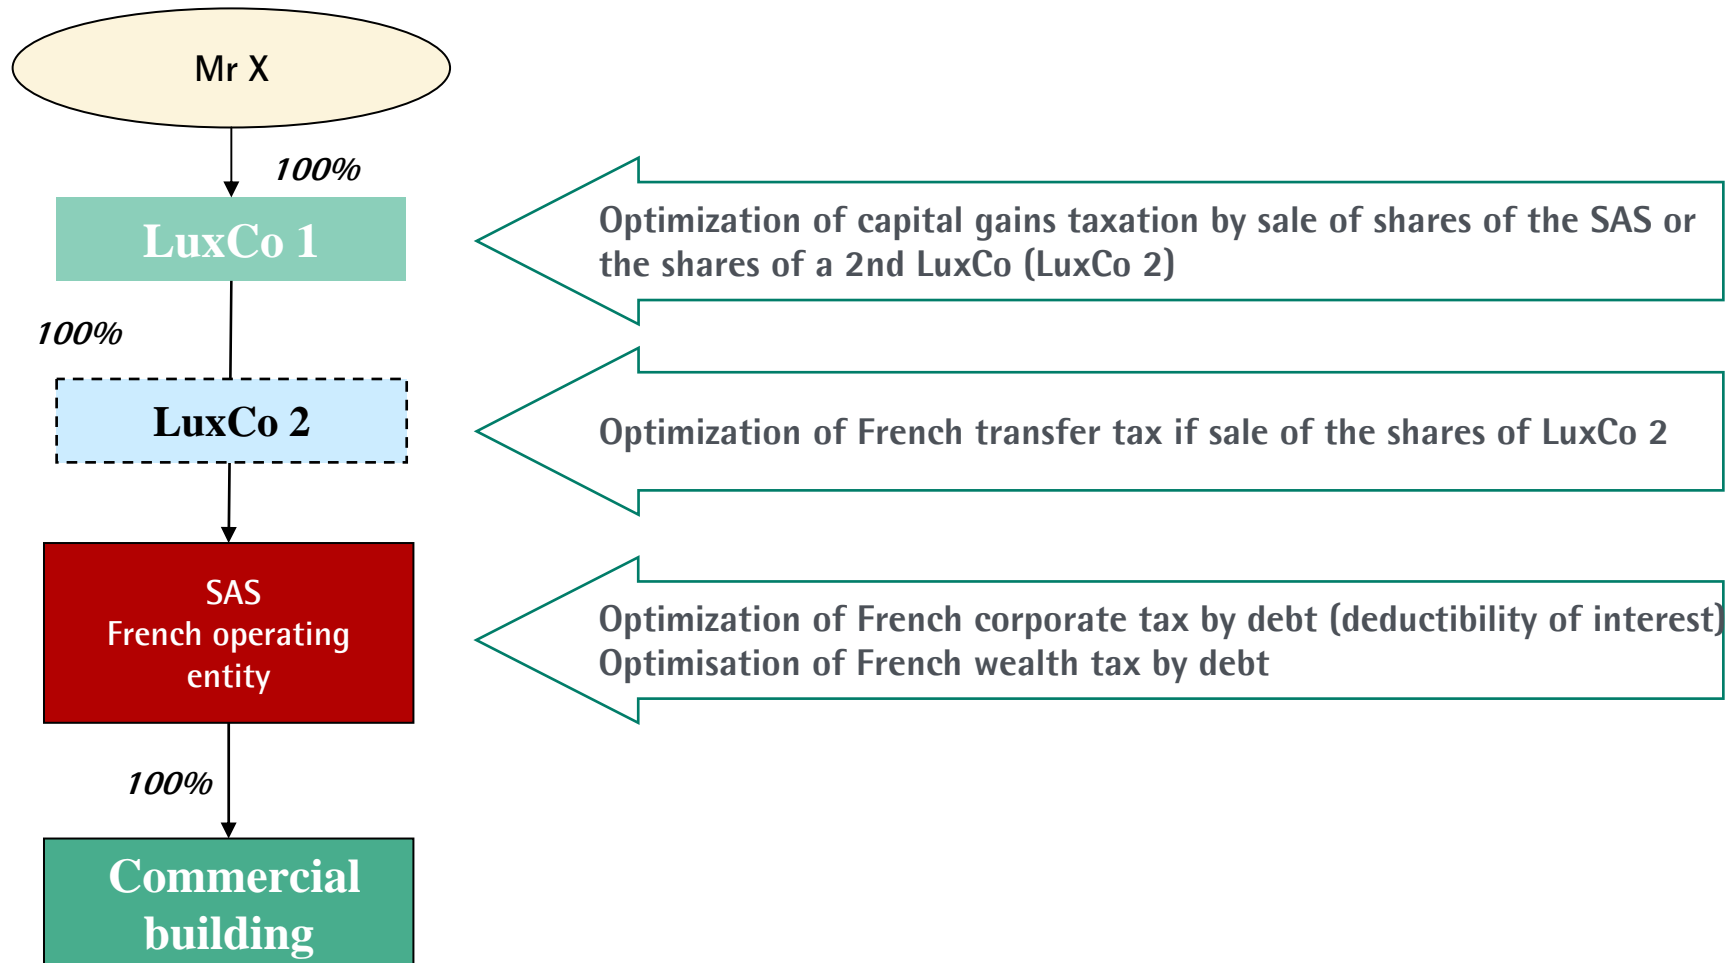 Mr X
100%
LuxCo 1
Optimization of capital gains taxation by sale of shares of the SAS or
the shares of a 2nd LuxCo (LuxCo 2)
100%
LuxCo 2
Optimization of French transfer tax if sale of the shares of LuxCo 2
SAS
French operating
entity
Optimization of French corporate tax by debt (deductibility of interest)
Optimisation of French wealth tax by debt
100%
Commercial
building